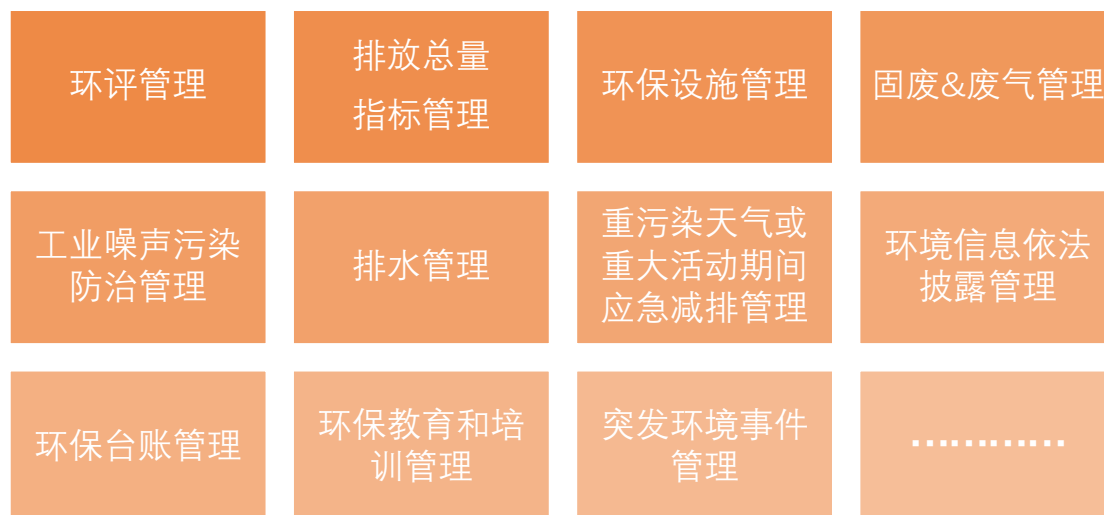 环评管理
排放总量
指标管理
环保设施管理
固废&废气管理
工业噪声污染
防治管理
排水管理
重污染天气或
重大活动期间
应急减排管理
环境信息依法
披露管理
环保台账管理
环保教育和培
训管理
突发环境事件
管理
…………